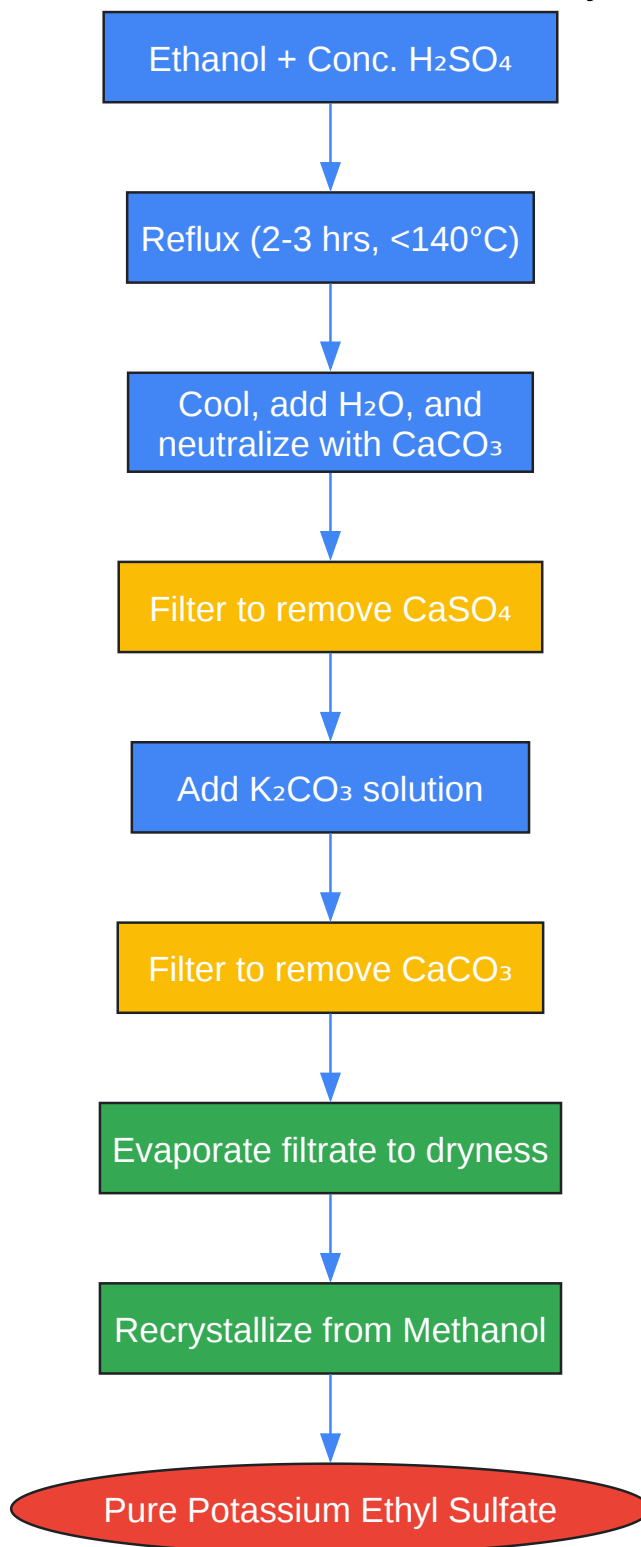 Ethanol + Conc. H₂SO₄
Reflux (2-3 hrs, <140°C)
Cool, add H₂O, and
neutralize with CaCO₃
Filter to remove CaSO₄
Add K₂CO₃ solution
Filter to remove CaCO₃
Evaporate filtrate to dryness
Recrystallize from Methanol
Pure Potassium Ethyl Sulfate